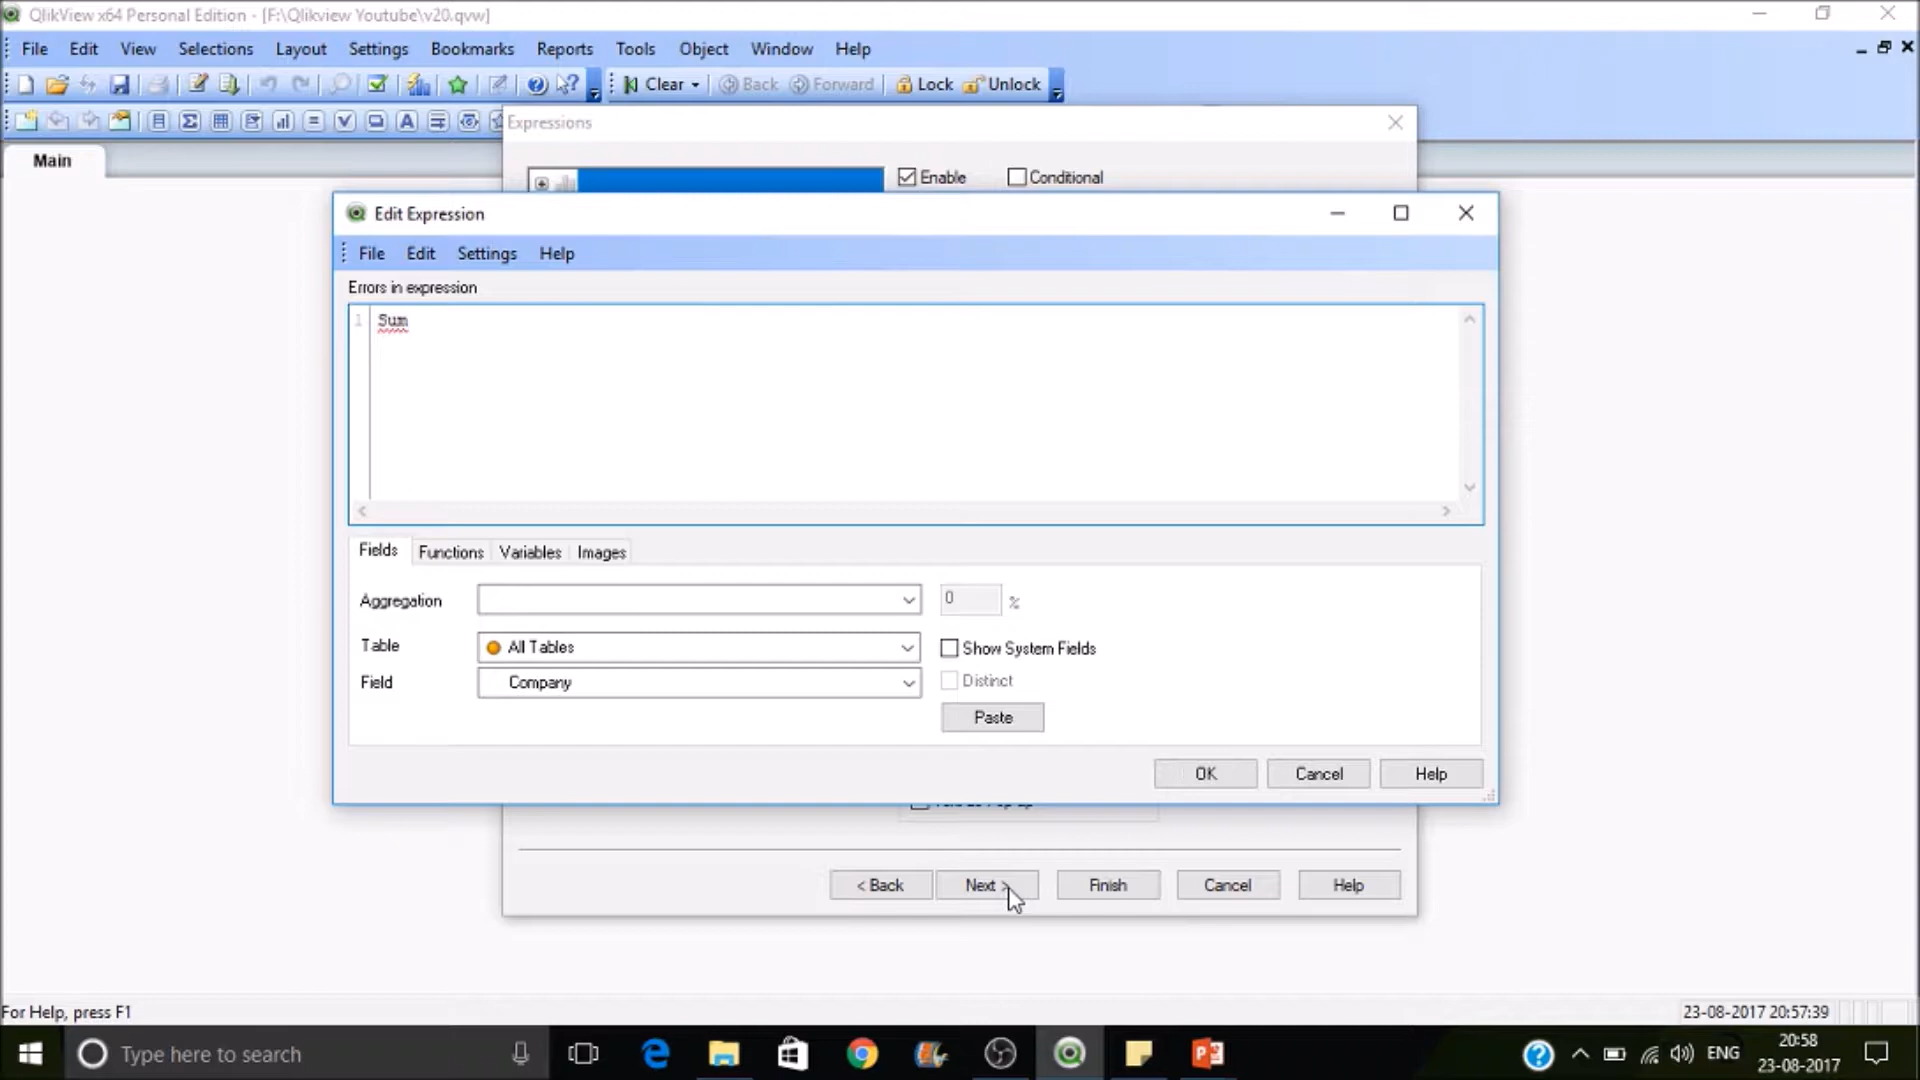 QlikView x64 Personal Edition - [F:\Qlikview Youtube\v20.qvw]
File Edit View Selections Layout Settings Bookmarks Reports Tools Object Window Help
Clear Back Forward Lock Unlock
Expressions
Main
Enable Conditional
Edit Expression
File Edit Settings Help
Errors in expression
1 Sum
Fields Functions Variables Images
Aggregation 0 %
Table All Tables Show System Fields
Field Company Distinct
Paste
OK Cancel Help
< Back Next > Finish Cancel Help
For Help, press F1 23-08-2017 20:57:39
Type here to search ENG 20:58
23-08-2017